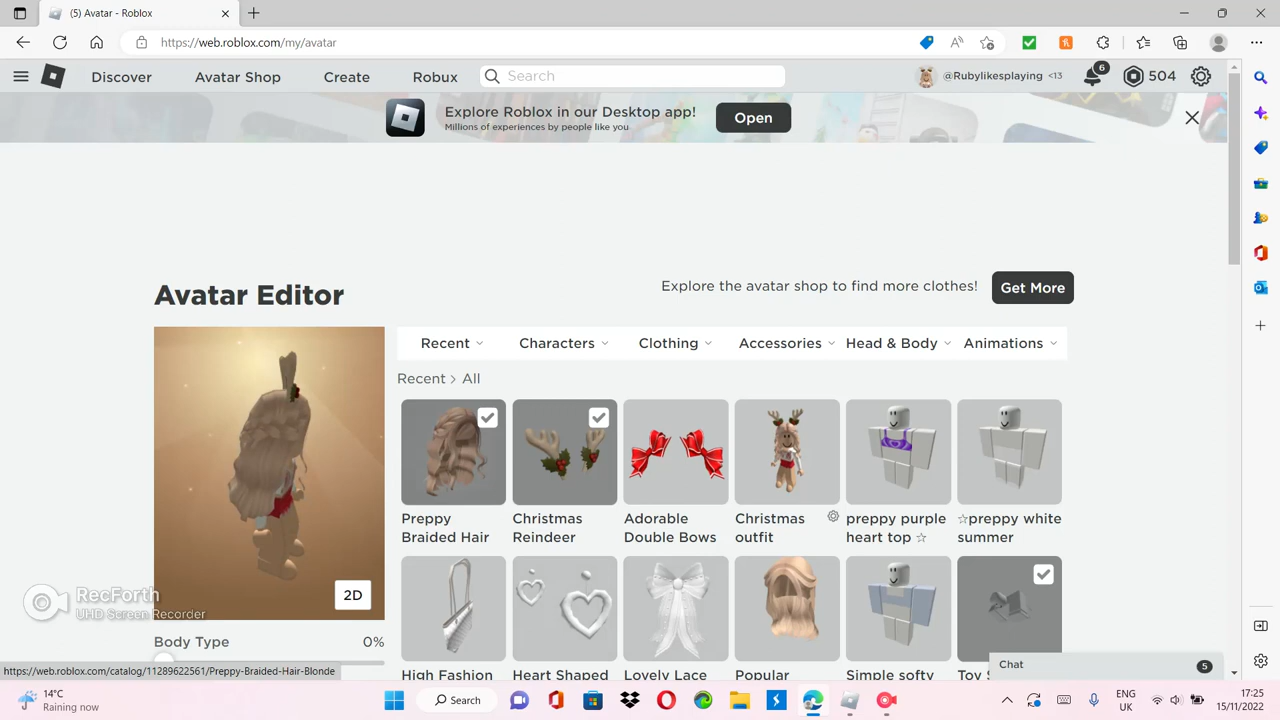 (5) Avatar - Roblox
https://web.roblox.com/my/avatar
Discover Avatar Shop Create Robux Search @Rubylikesplaying <13 6 504
Explore Roblox in our Desktop app!
Millions of experiences by people like you
Open
Avatar Editor
Explore the avatar shop to find more clothes! Get More
Recent Characters Clothing Accessories Head & Body Animations
Recent > All
Preppy Braided Hair
Christmas Reindeer
Adorable Double Bows
Christmas outfit
preppy purple heart top ☆
☆preppy white summer
2D
RecForth
UHD Screen Recorder
Body Type 0%
High Fashion Heart Shaped Lovely Lace Popular Simple softy Toy S
Chat 5
https://web.roblox.com/catalog/11289622561/Preppy-Braided-Hair-Blonde
14°C
Raining now
Search
ENG
UK
17:25
15/11/2022